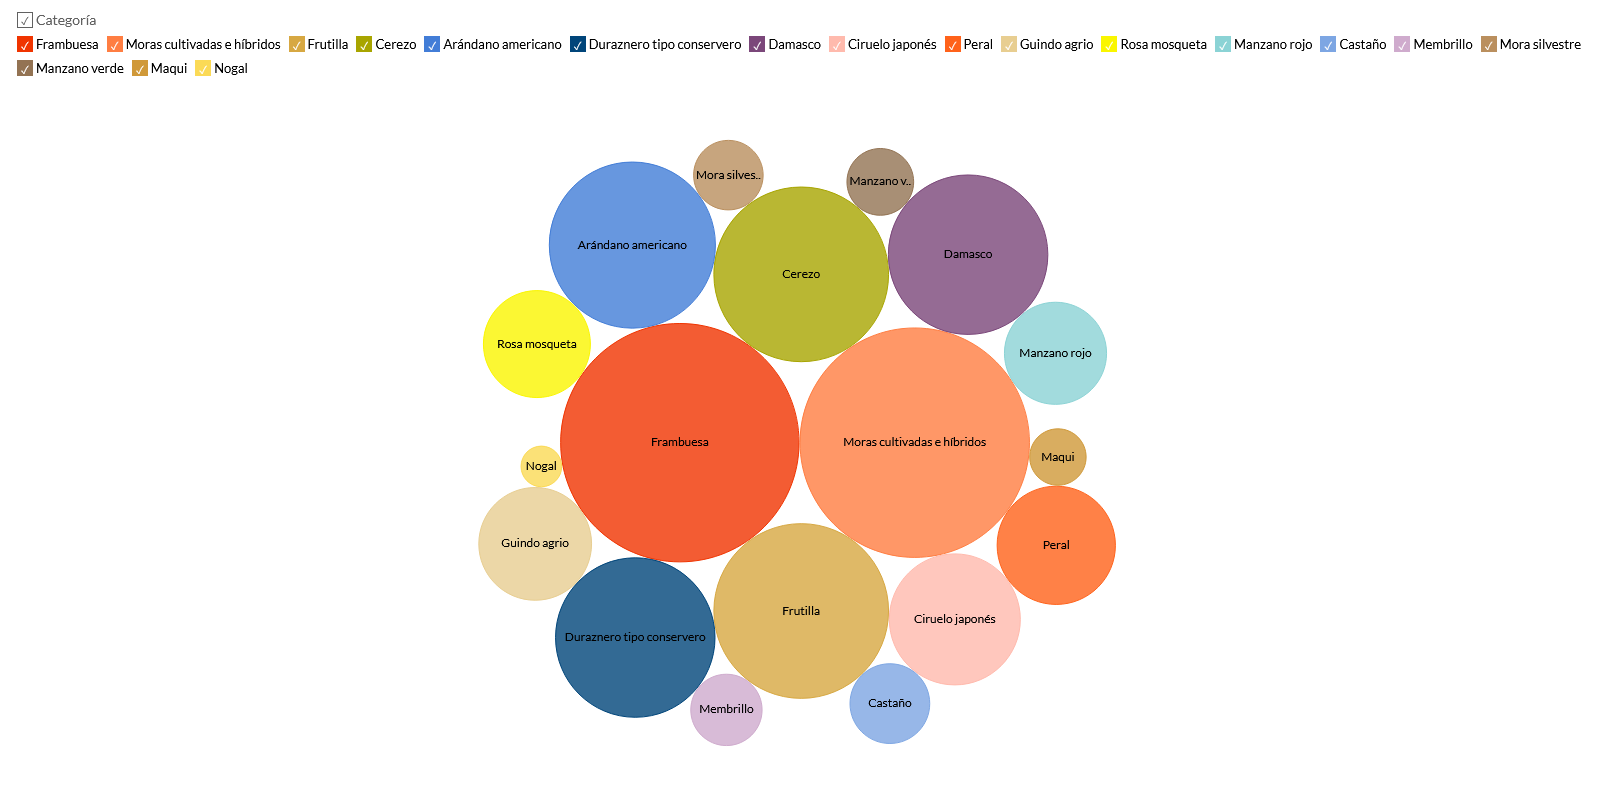 Categoría
Frambuesa Moras cultivadas e híbridos Frutilla Cerezo Arándano americano Duraznero tipo conservero Damasco Ciruelo japonés Peral Guindo agrio Rosa mosqueta Manzano rojo Castaño Membrillo Mora silvestre
Manzano verde Maqui Nogal
Mora silves..
Manzano v..
Arándano americano
Damasco
Cerezo
Rosa mosqueta
Manzano rojo
Frambuesa
Moras cultivadas e híbridos
Maqui
Nogal
Guindo agrio
Peral
Frutilla
Ciruelo japonés
Duraznero tipo conservero
Castaño
Membrillo